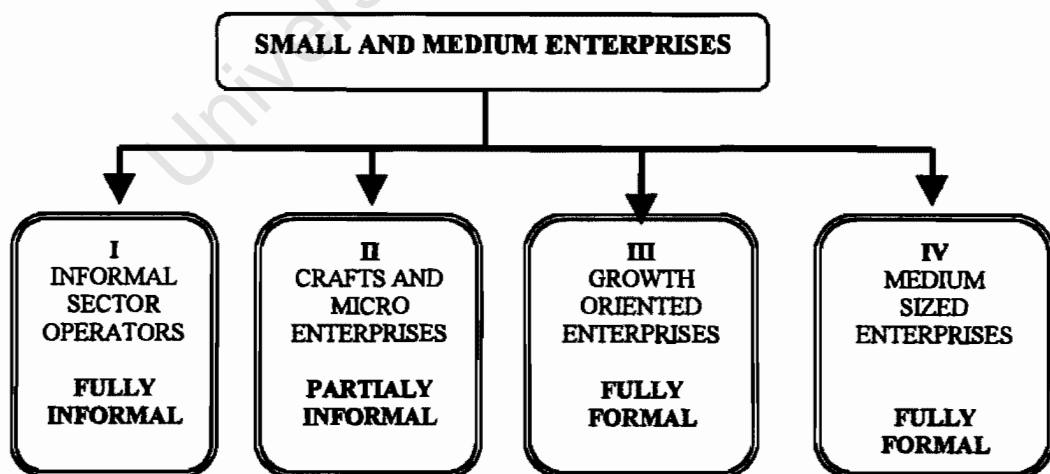 SMALL AND MEDIUM ENTERPRISES
I
INFORMAL
SECTOR
OPERATORS
FULLY
INFORMAL
II
CRAFTS AND
MICRO
ENTERPRISES
PARTIALY
INFORMAL
III
GROWTH
ORIENTED
ENTERPRISES
FULLY
FORMAL
IV
MEDIUM
SIZED
ENTERPRISES
FULLY
FORMAL